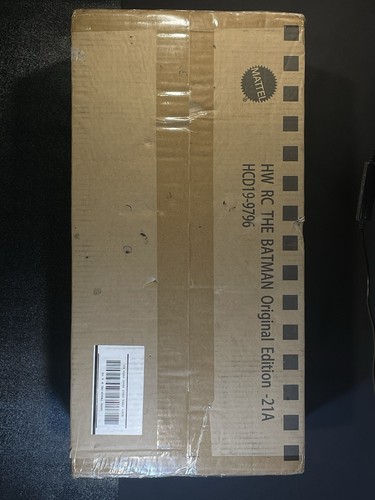 MATTEL
HW RC THE BATMAN Original Edition -21A
HCD19-9796